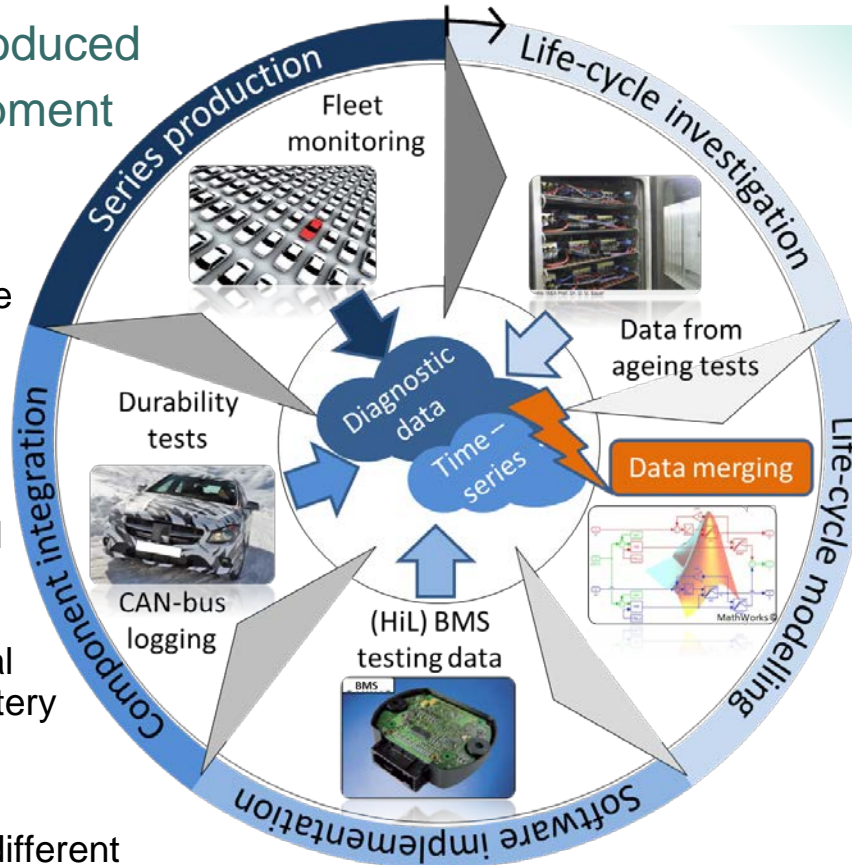 oduced
oment
e
l
al
tery
different
Series production
Life-cycle investigation
Life-cycle modelling
Software implementation
Component integration
Fleet
monitoring
Data from
ageing tests
Diagnostic
data
Time –
series
Durability
tests
Data merging
CAN-bus
logging
(HiL) BMS
testing data
MathWorks©
BMS